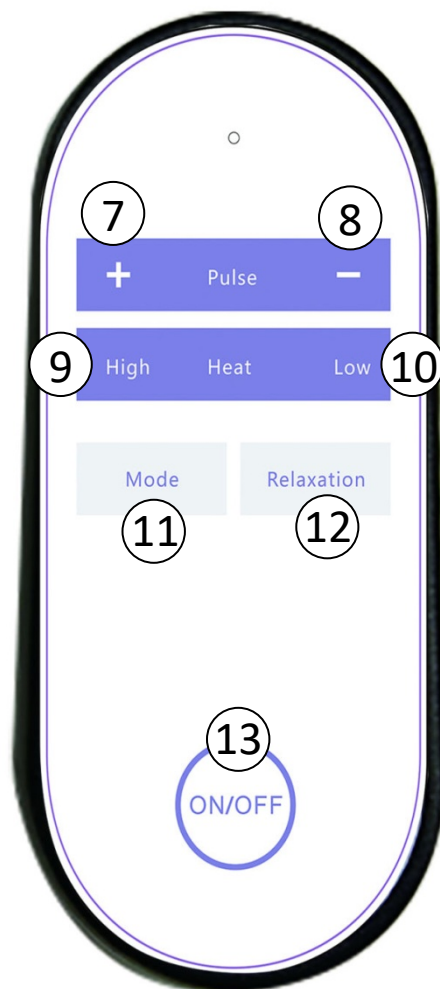 7 8
+ Pulse −
9 High Heat Low 10
Mode Relaxation
11 12
13
ON/OFF